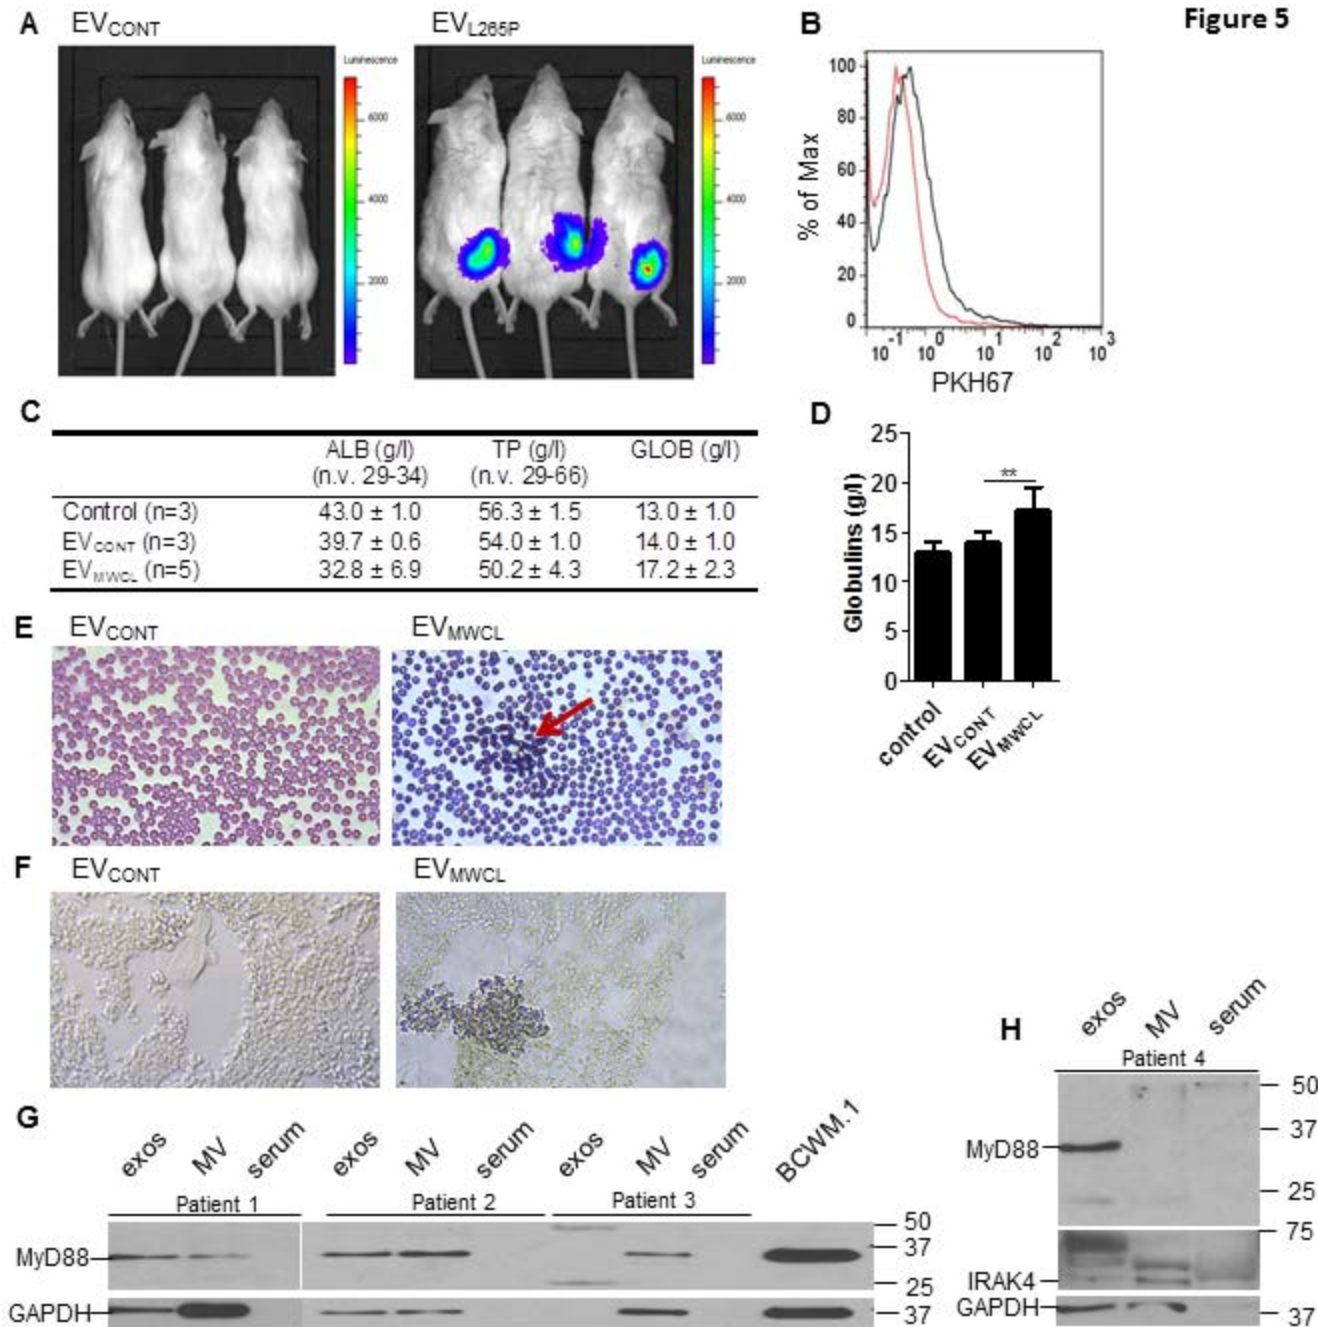 Figure 5
A
EVCONT
EVL265P
Luminescence
6000
4000
2000
Luminescence
6000
4000
2000
B
% of Max
100
80
60
40
20
0
10-1 100 101 102 103
PKH67
C
ALB (g/l) TP (g/l) GLOB (g/l)
(n.v. 29-34) (n.v. 29-66)
Control (n=3) 43.0 ± 1.0 56.3 ± 1.5 13.0 ± 1.0
EVCONT (n=3) 39.7 ± 0.6 54.0 ± 1.0 14.0 ± 1.0
EVMWCL (n=5) 32.8 ± 6.9 50.2 ± 4.3 17.2 ± 2.3
D
Globulins (g/l)
25
20
15
10
5
0
**
control EVCONT EVMWCL
E
EVCONT
EVMWCL
F
EVCONT
EVMWCL
G
exos MV serum exos MV serum exos MV serum BCWM.1
Patient 1 Patient 2 Patient 3
MyD88
50
37
25
GAPDH
37
H
exos MV serum
Patient 4
50
MyD88
37
25
75
IRAK4
GAPDH
37